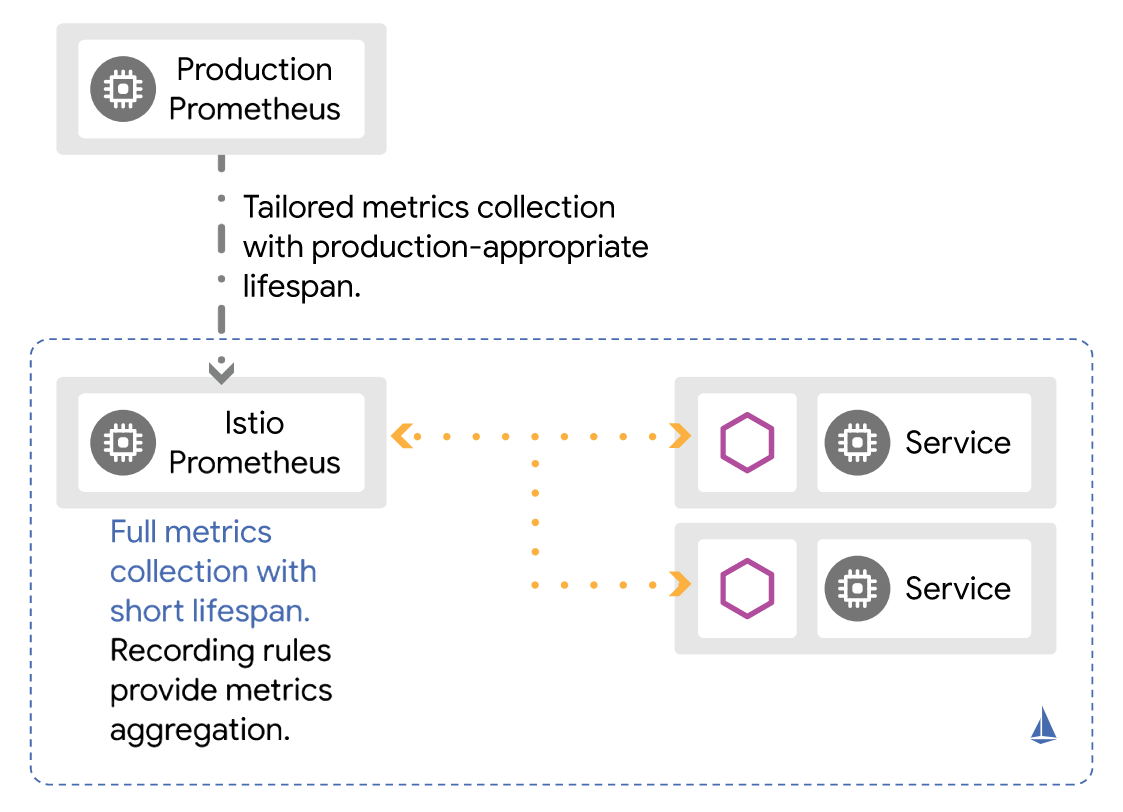 Production
Prometheus
Tailored metrics collection
with production-appropriate
lifespan.
Istio
Prometheus
Service
Full metrics
collection with
short lifespan.
Recording rules
provide metrics
aggregation.
Service